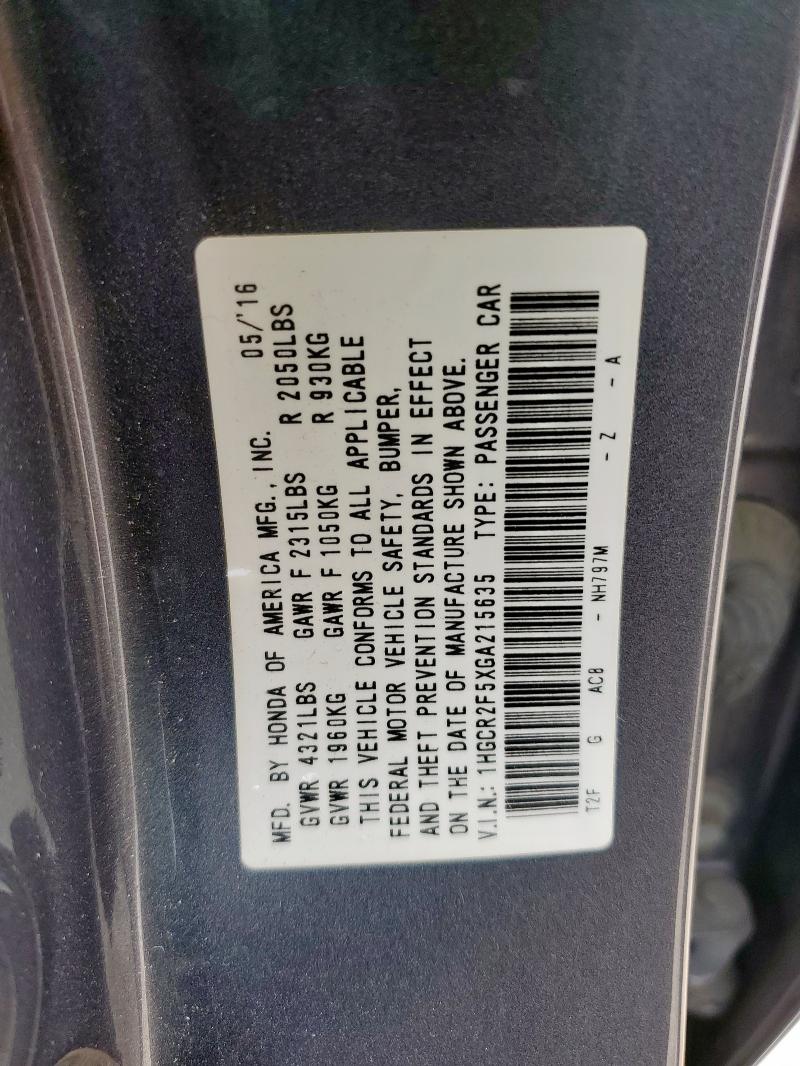 MFD. BY HONDA OF AMERICA MFG., INC. 05/'16
GVWR 4321LBS GAWR F 2315LBS R 2050LBS
GVWR 1960KG GAWR F 1050KG R 930KG
THIS VEHICLE CONFORMS TO ALL APPLICABLE
FEDERAL MOTOR VEHICLE SAFETY, BUMPER,
AND THEFT PREVENTION STANDARDS IN EFFECT
ON THE DATE OF MANUFACTURE SHOWN ABOVE.
V.I.N.: 1HGCR2F5XGA215635 TYPE: PASSENGER CAR
T2F G AC8 - NH797M - Z - A